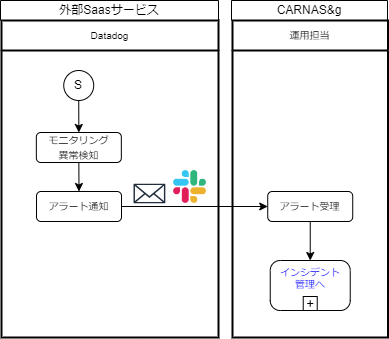 外部Saasサービス
CARNAS&g
Datadog
運用担当
S
モニタリング
異常検知
アラート通知
アラート受理
インシデント
管理へ
+